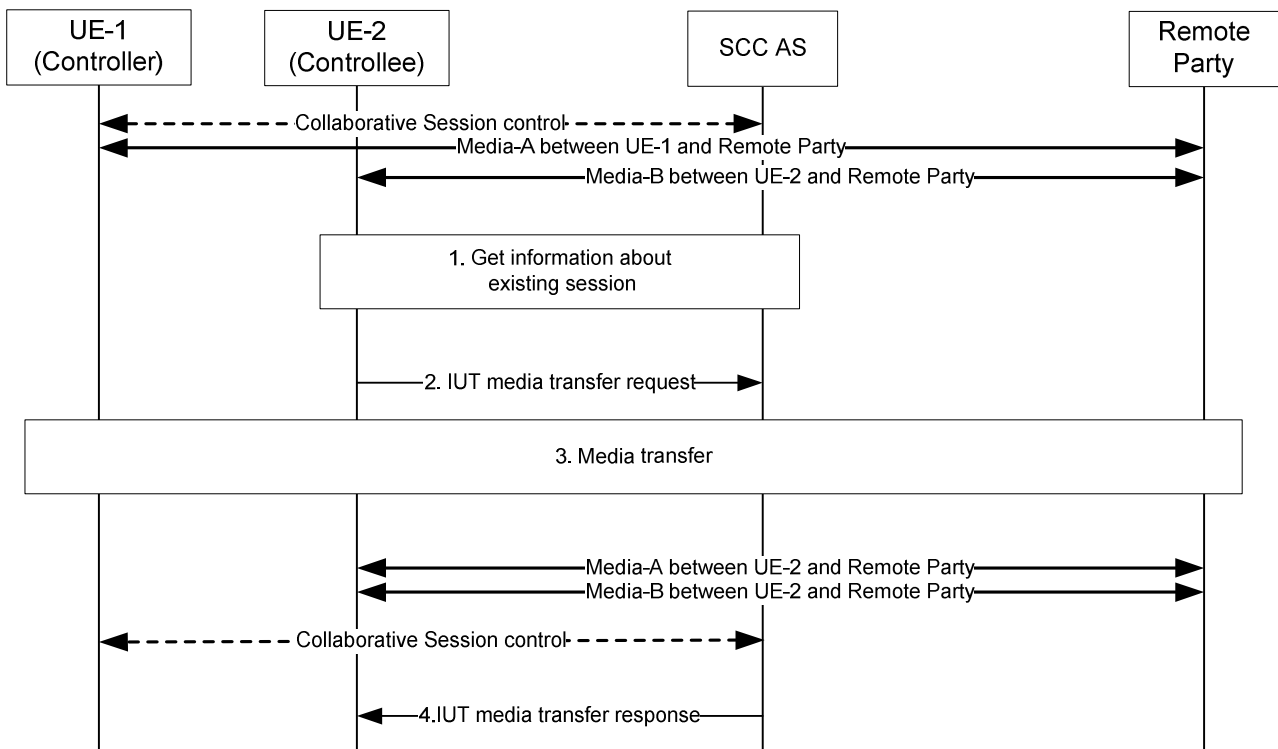 UE-1
(Controller)
UE-2
(Controllee)
SCC AS
Remote
Party
Collaborative Session control
Media-A between UE-1 and Remote Party
Media-B between UE-2 and Remote Party
1. Get information about
existing session
2. IUT media transfer request
3. Media transfer
Media-A between UE-2 and Remote Party
Media-B between UE-2 and Remote Party
Collaborative Session control
4.IUT media transfer response